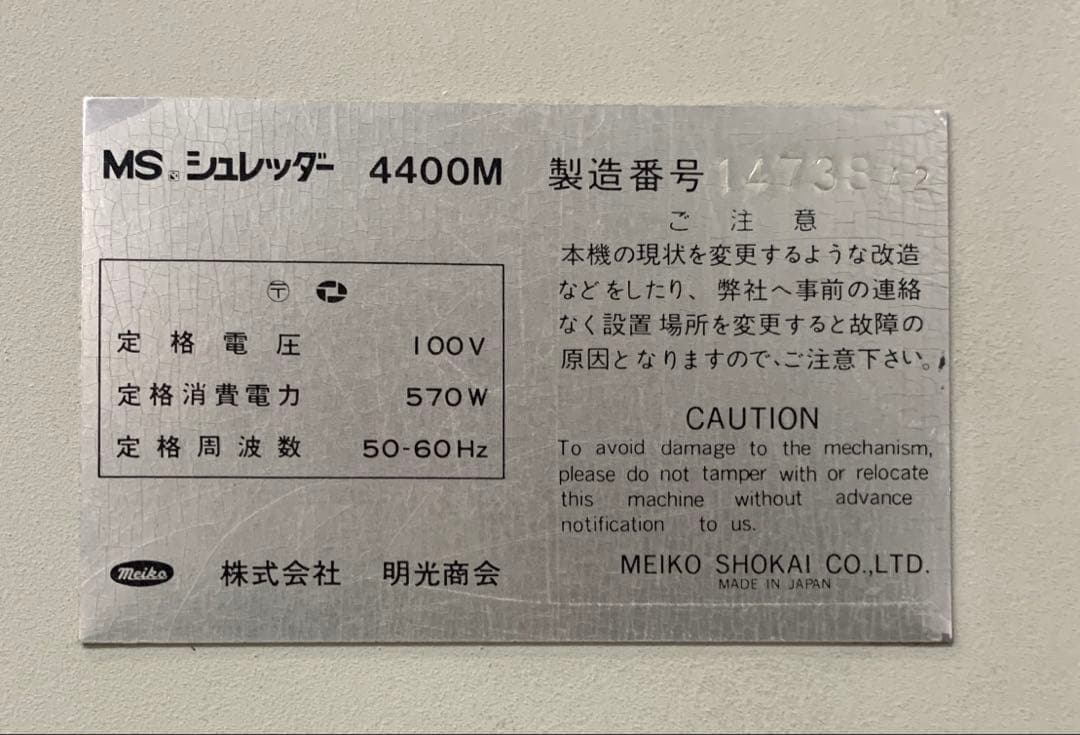 MS シュレッダー 4400M
〒
定格電圧 100V
定格消費電力 570W
定格周波数 50-60Hz
Meiko 株式会社 明光商会
製造番号 1473842
ご注意
本機の現状を変更するような改造
などをしたり、弊社へ事前の連絡
なく設置場所を変更すると故障の
原因となりますので、ご注意下さい。
CAUTION
To avoid damage to the mechanism,
please do not tamper with or relocate
this machine without advance
notification to us.
MEIKO SHOKAI CO.,LTD.
MADE IN JAPAN